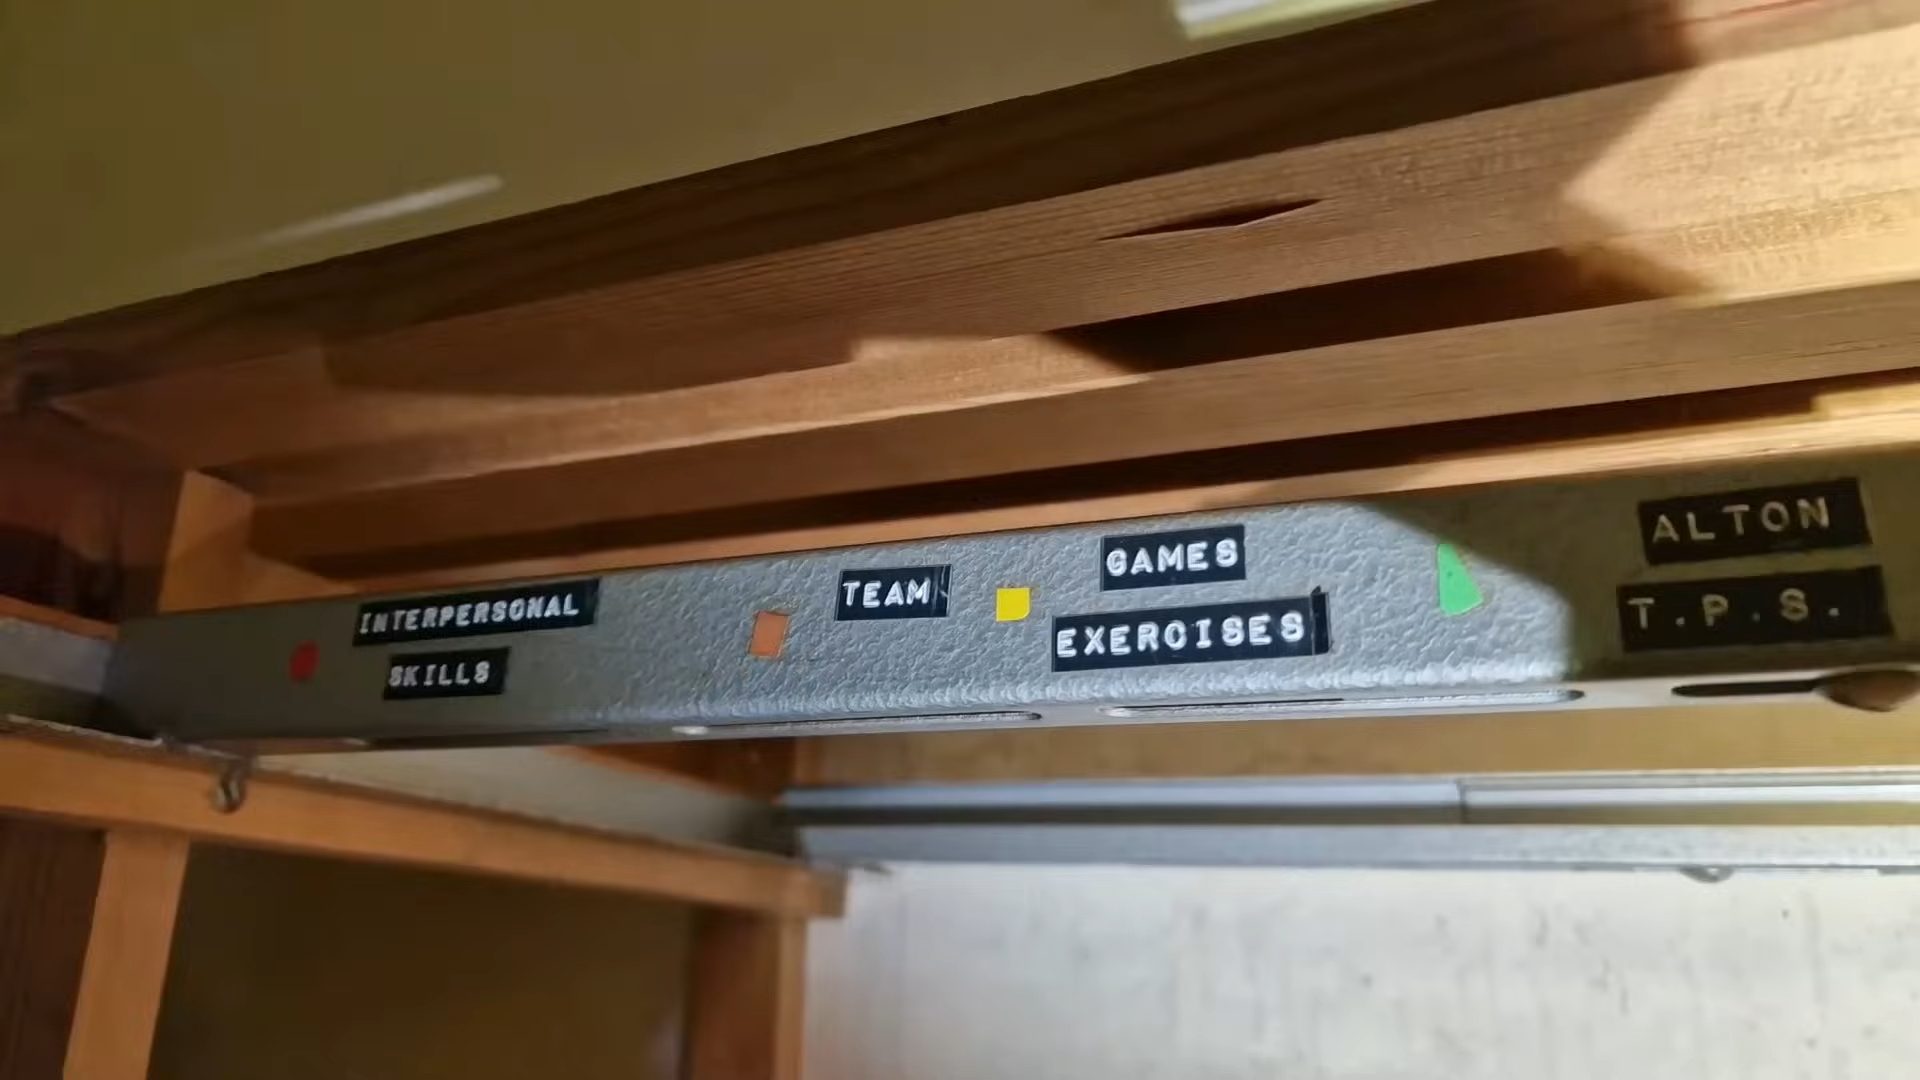 INTERPERSONAL
SKILLS
TEAM
GAMES
EXERCISES
ALTON
T.P.S.